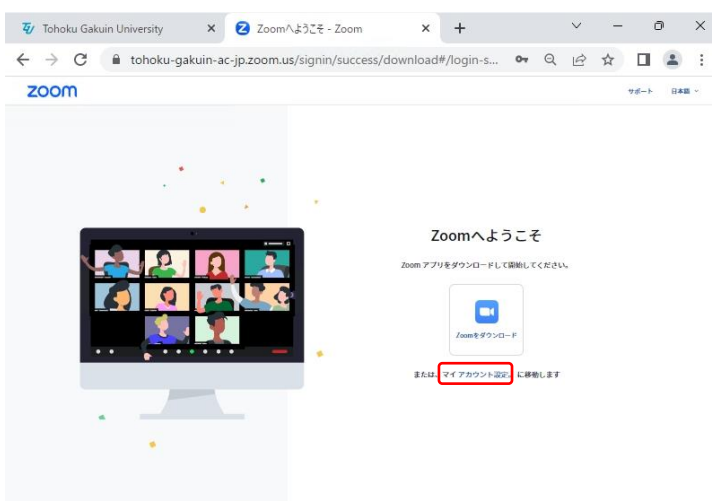 Tohoku Gakuin University
Zoomへようこそ - Zoom
tohoku-gakuin-ac-jp.zoom.us/signin/success/download#/login-s...
zoom
サポート 日本語
Zoomへようこそ
Zoom アプリをダウンロードして開始してください。
Zoomをダウンロード
または、マイ アカウント設定。に移動します